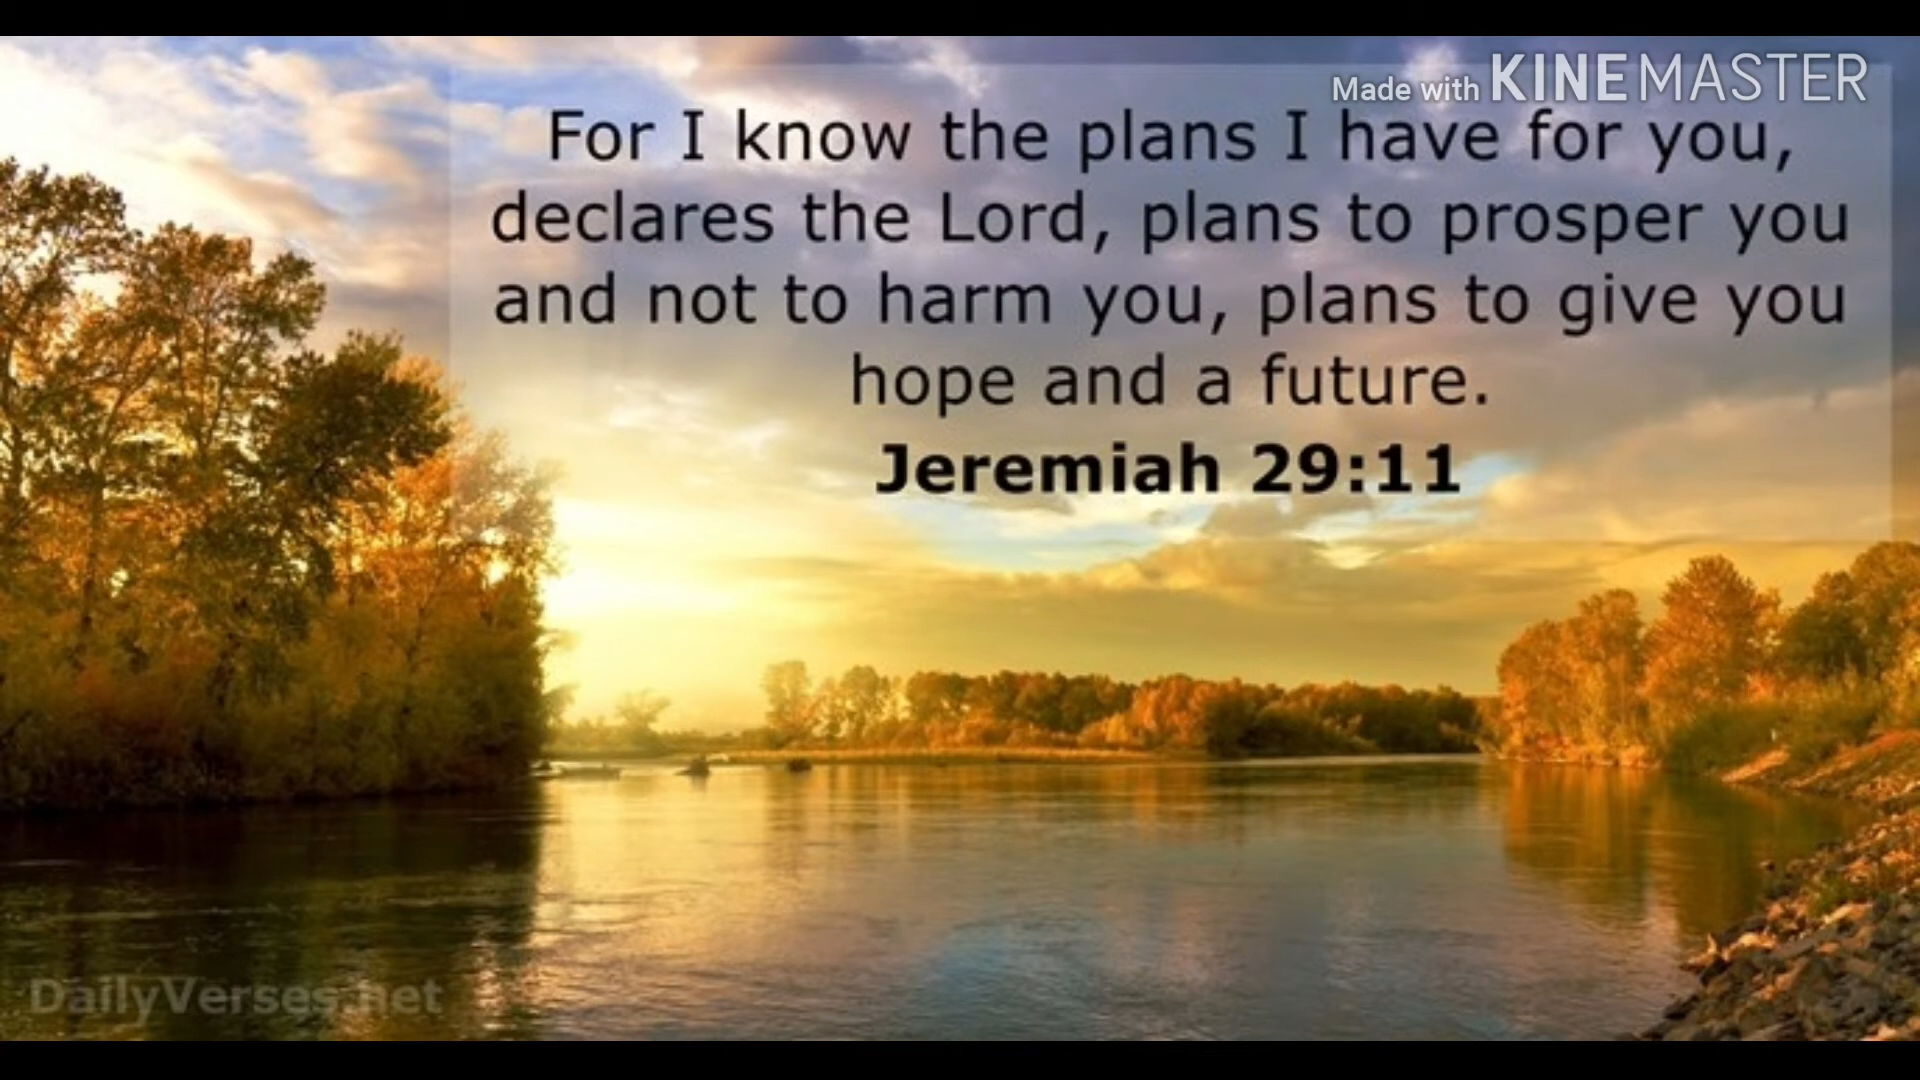 Made with KINEMASTER
For I know the plans I have for you,
declares the Lord, plans to prosper you
and not to harm you, plans to give you
hope and a future.
Jeremiah 29:11
DailyVerses.net